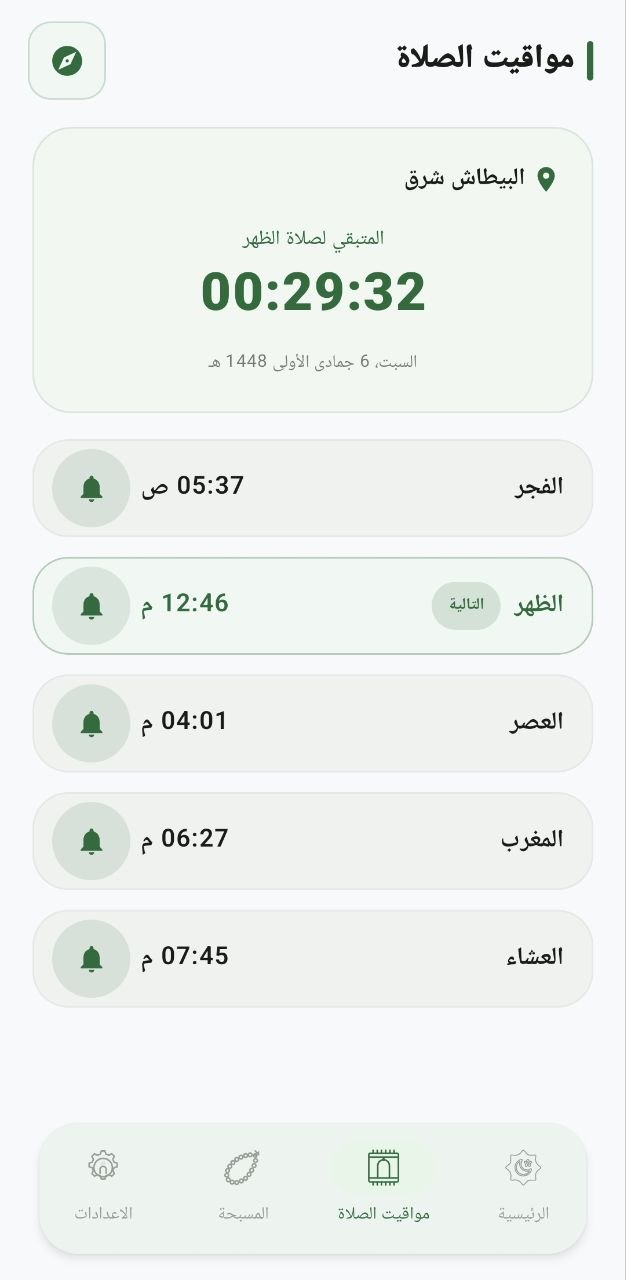 مواقيت الصلاة
البيطاش شرق
المتبقي لصلاة الظهر
00:29:32
السبت، 6 جمادى الأولى 1448 هـ
الفجر 05:37 ص
الظهر التالية 12:46 م
العصر 04:01 م
المغرب 06:27 م
العشاء 07:45 م
الرئيسية مواقيت الصلاة المسبحة الاعدادات